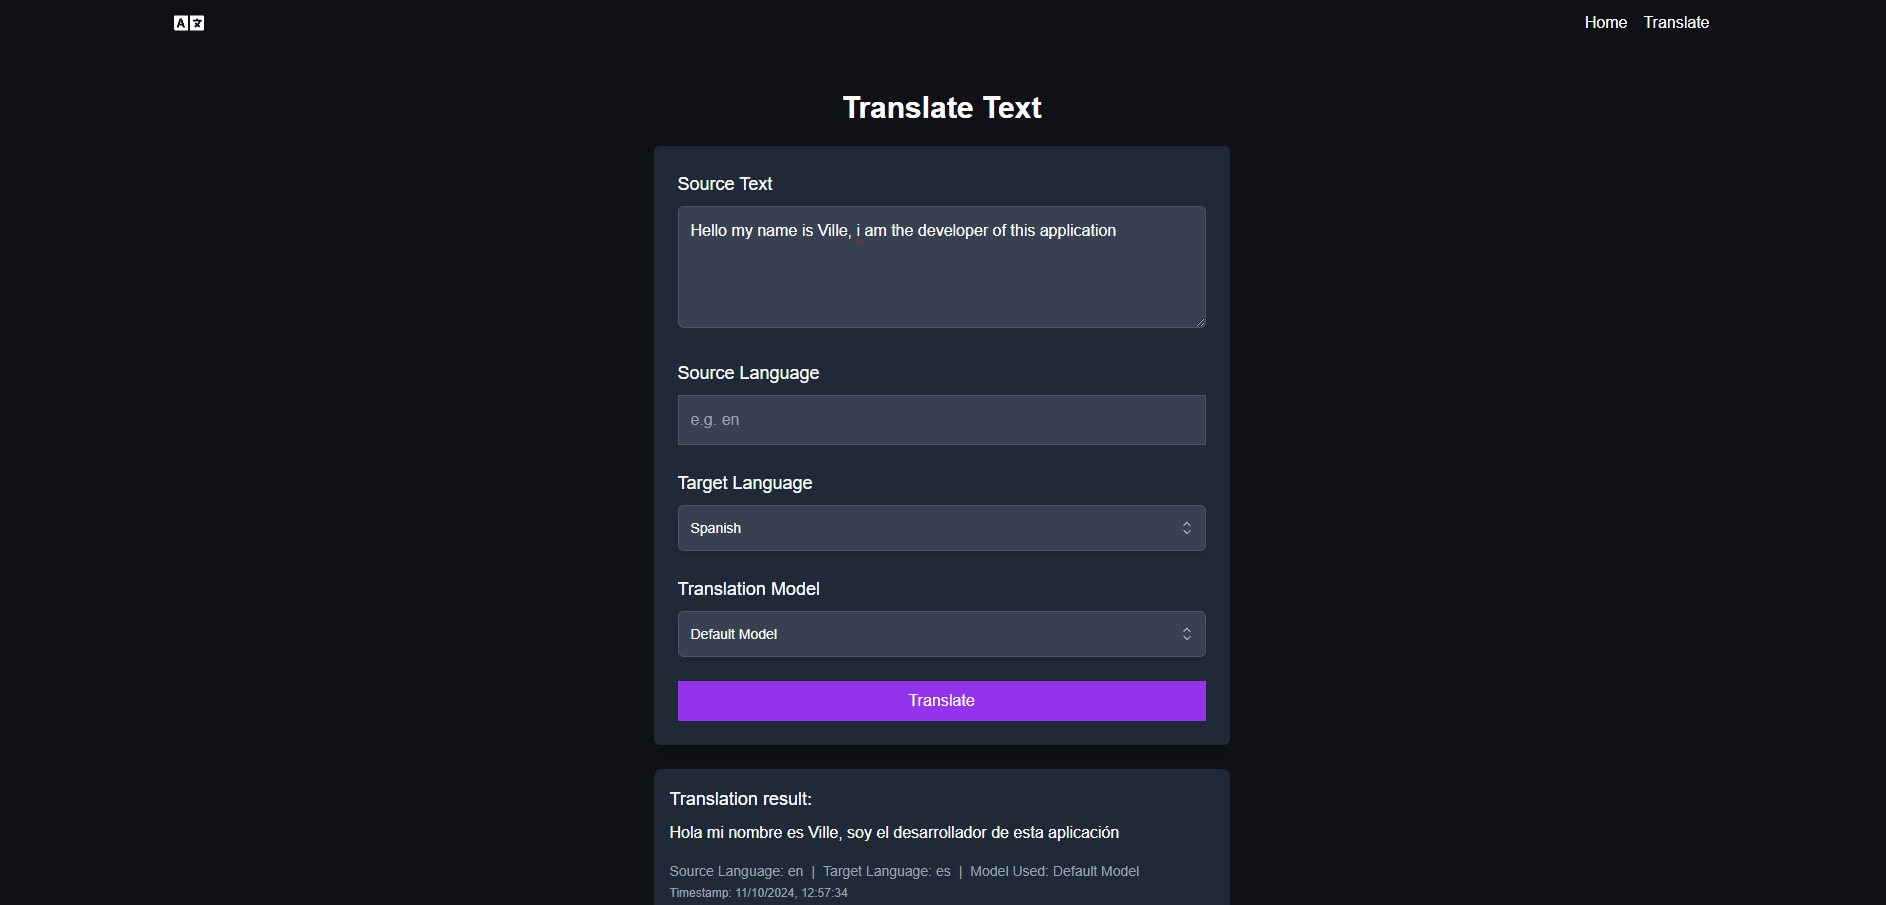 A 文
Home Translate
Translate Text
Source Text
Hello my name is Ville, i am the developer of this application
Source Language
e.g. en
Target Language
Spanish
Translation Model
Default Model
Translate
Translation result:
Hola mi nombre es Ville, soy el desarrollador de esta aplicación
Source Language: en | Target Language: es | Model Used: Default Model
Timestamp: 11/10/2024, 12:57:34